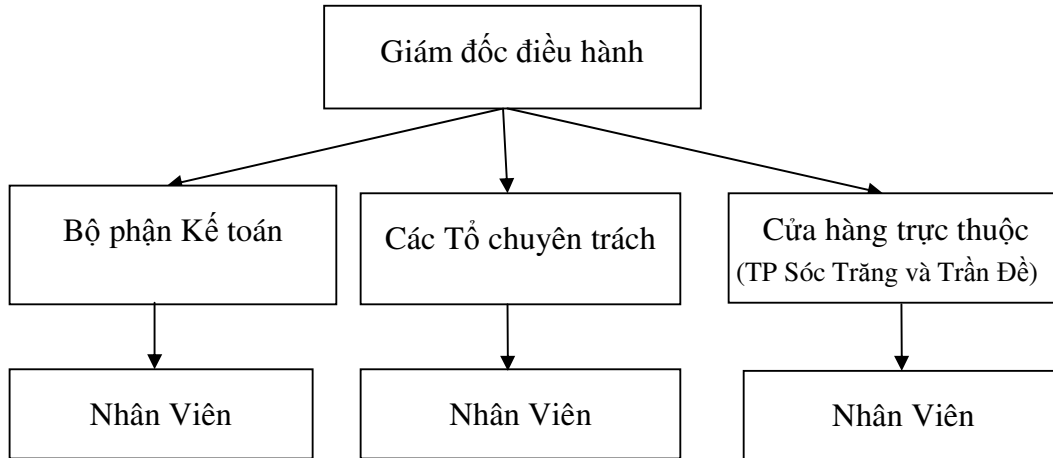 Giám đốc điều hành
Bộ phận Kế toán
Các Tổ chuyên trách
Cửa hàng trực thuộc
(TP Sóc Trăng và Trần Đề)
Nhân Viên
Nhân Viên
Nhân Viên